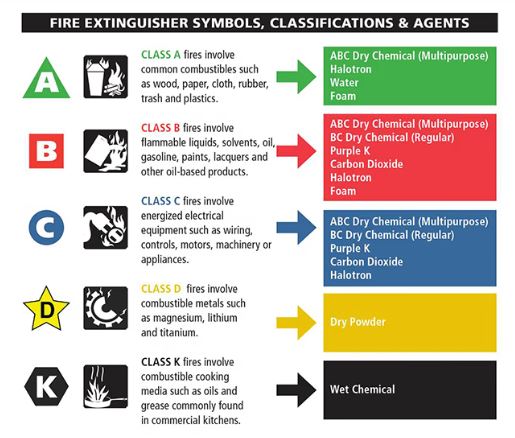 FIRE EXTINGUISHER SYMBOLS, CLASSIFICATIONS & AGENTS
A
CLASS A fires involve
common combustibles such
as wood, paper, cloth, rubber,
trash and plastics.
ABC Dry Chemical (Multipurpose)
Halotron
Water
Foam
B
CLASS B fires involve
flammable liquids, solvents, oil,
gasoline, paints, lacquers and
other oil-based products.
ABC Dry Chemical (Multipurpose)
BC Dry Chemical (Regular)
Purple K
Carbon Dioxide
Halotron
Foam
C
CLASS C fires involve
energized electrical
equipment such as wiring,
controls, motors, machinery or
appliances.
ABC Dry Chemical (Multipurpose)
BC Dry Chemical (Regular)
Purple K
Carbon Dioxide
Halotron
D
CLASS D fires involve
combustible metals such
as magnesium, lithium
and titanium.
Dry Powder
K
CLASS K fires involve
combustible cooking
media such as oils and
grease commonly found
in commercial kitchens.
Wet Chemical